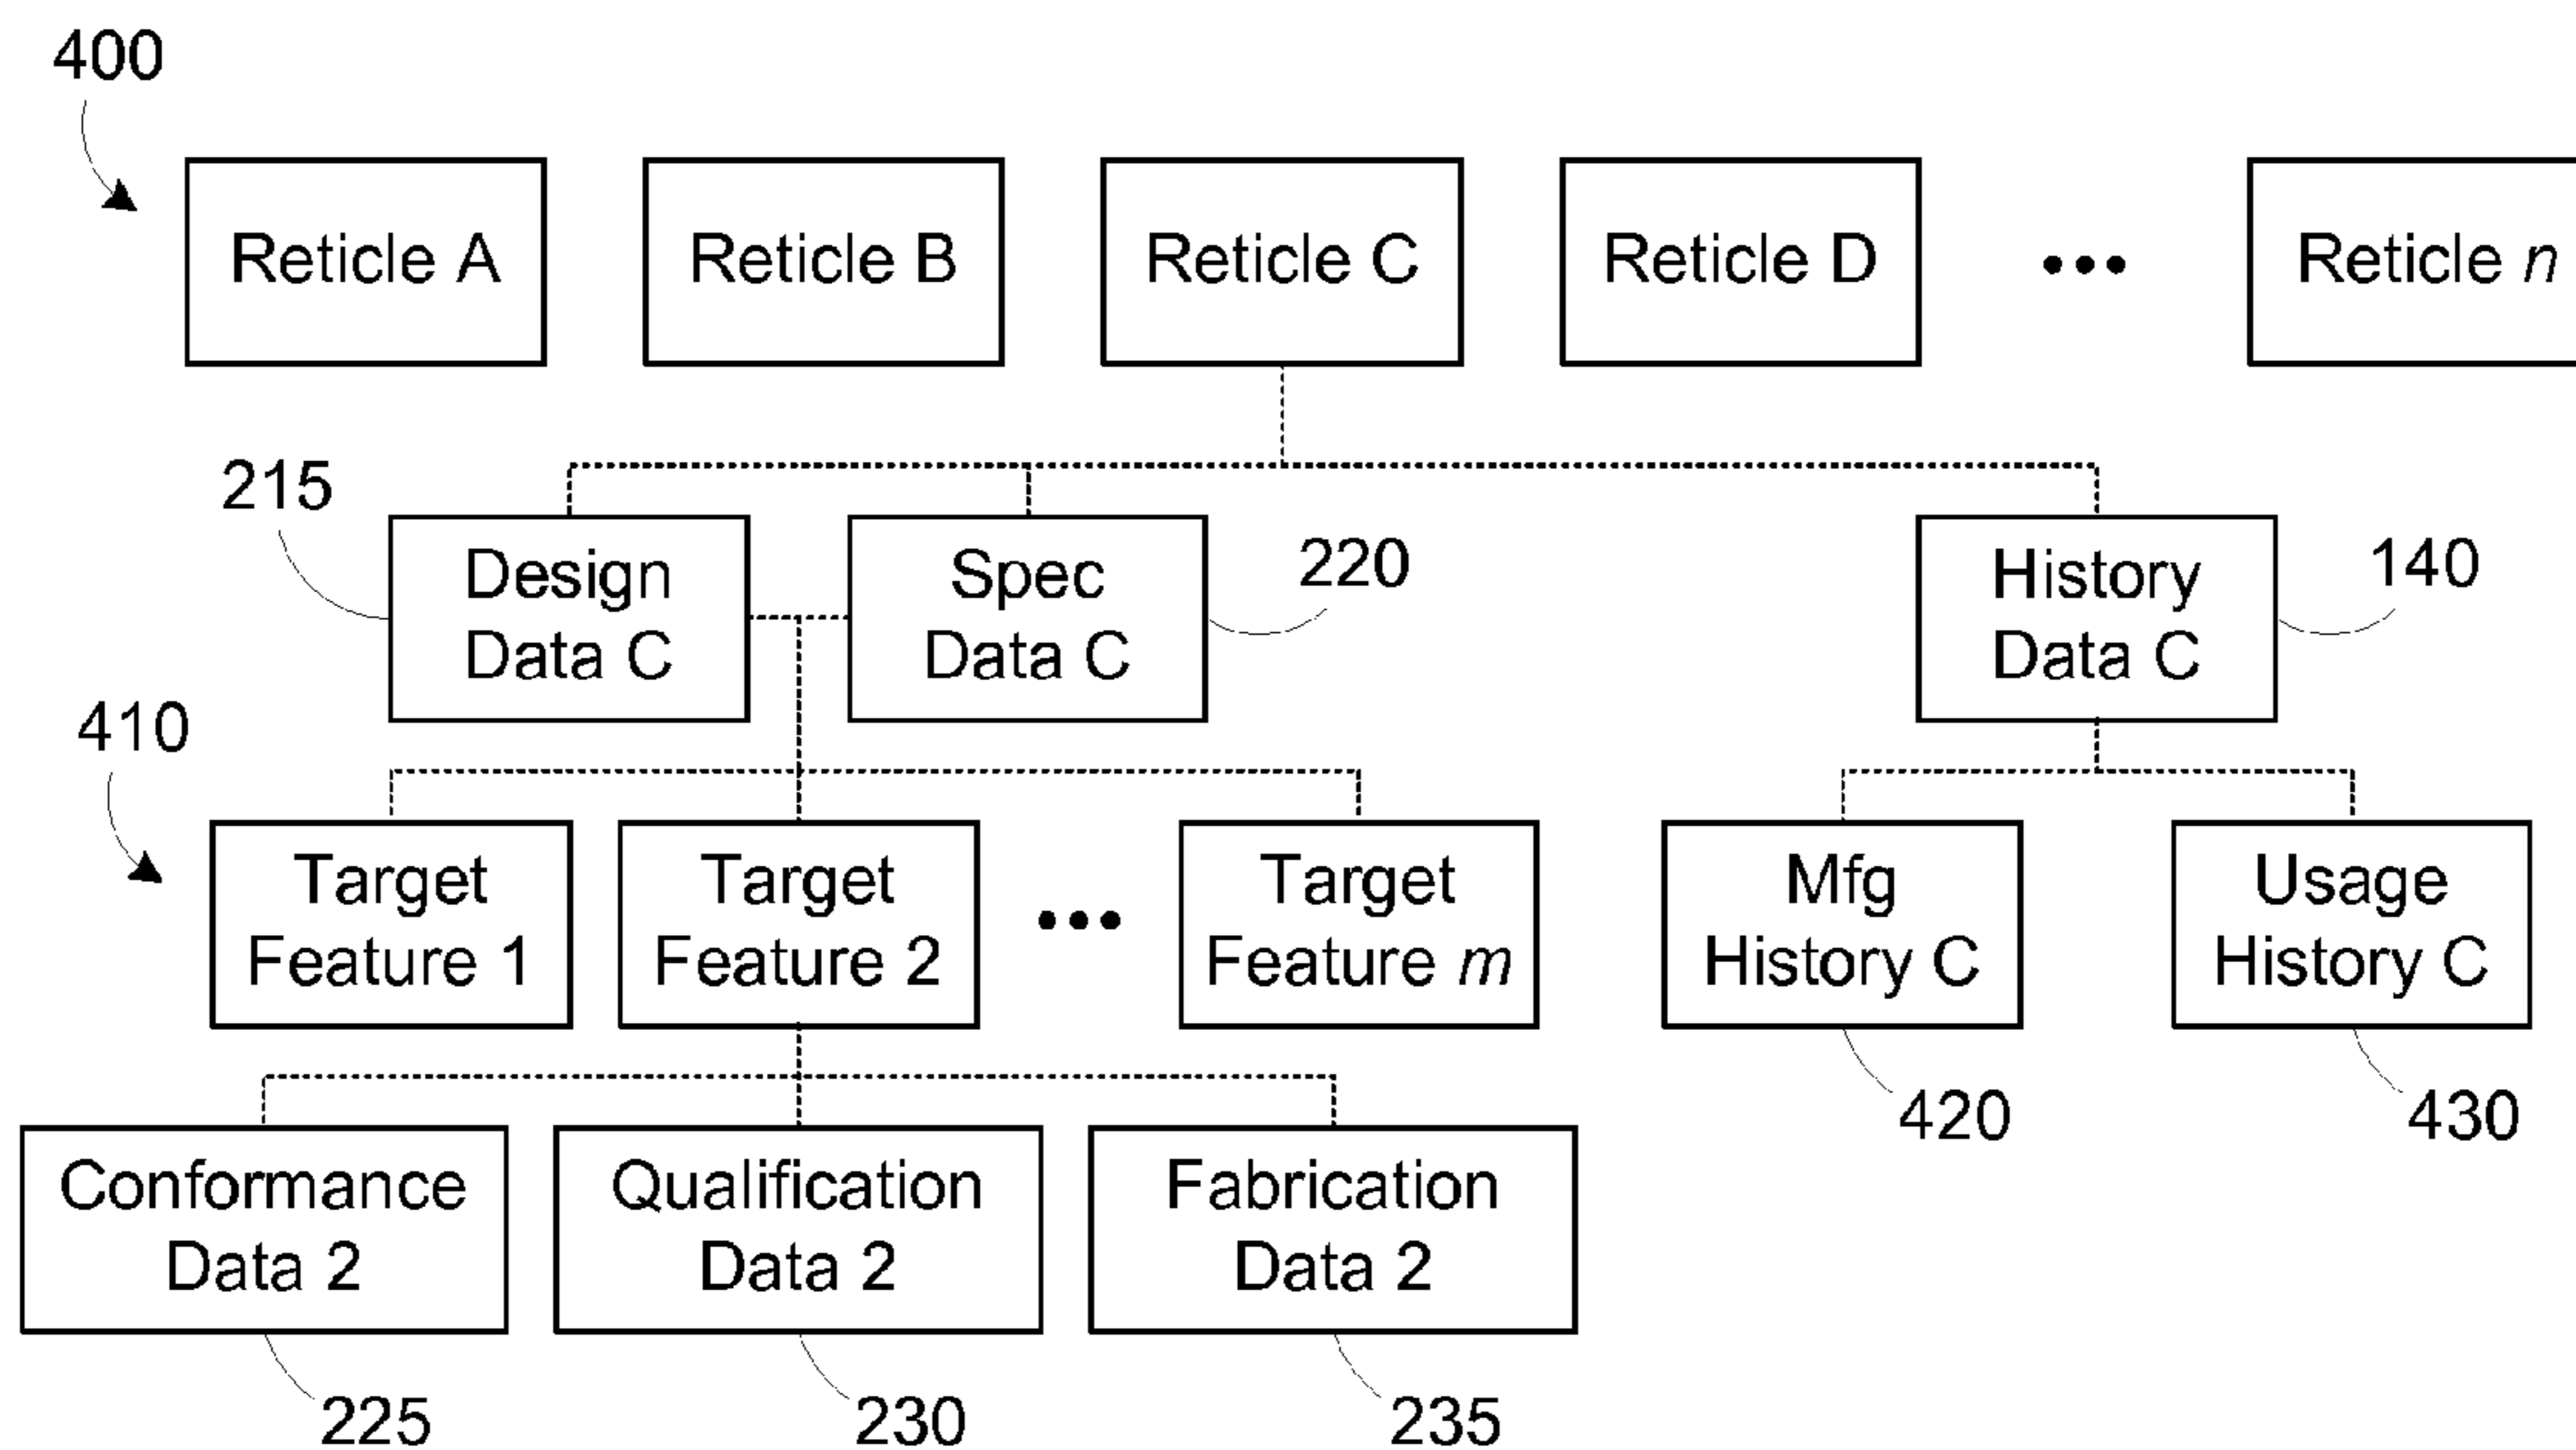 400
Reticle A
Reticle B
Reticle C
Reticle D
•••
Reticle n
215
Design
Data C
Spec
Data C
220
History
Data C
140
410
Target
Feature 1
Target
Feature 2
•••
Target
Feature m
Mfg
History C
Usage
History C
420
430
Conformance
Data 2
Qualification
Data 2
Fabrication
Data 2
225
230
235